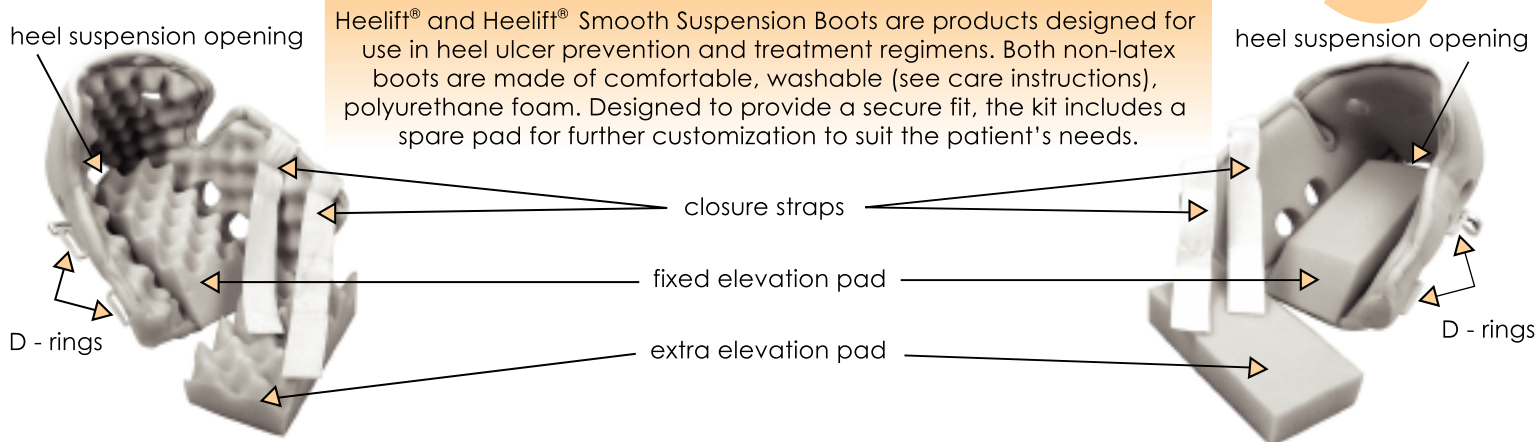 Heelift® and Heelift® Smooth Suspension Boots are products designed for
use in heel ulcer prevention and treatment regimens. Both non-latex
boots are made of comfortable, washable (see care instructions),
polyurethane foam. Designed to provide a secure fit, the kit includes a
spare pad for further customization to suit the patient’s needs.
heel suspension opening
heel suspension opening
closure straps
fixed elevation pad
extra elevation pad
D - rings
D - rings